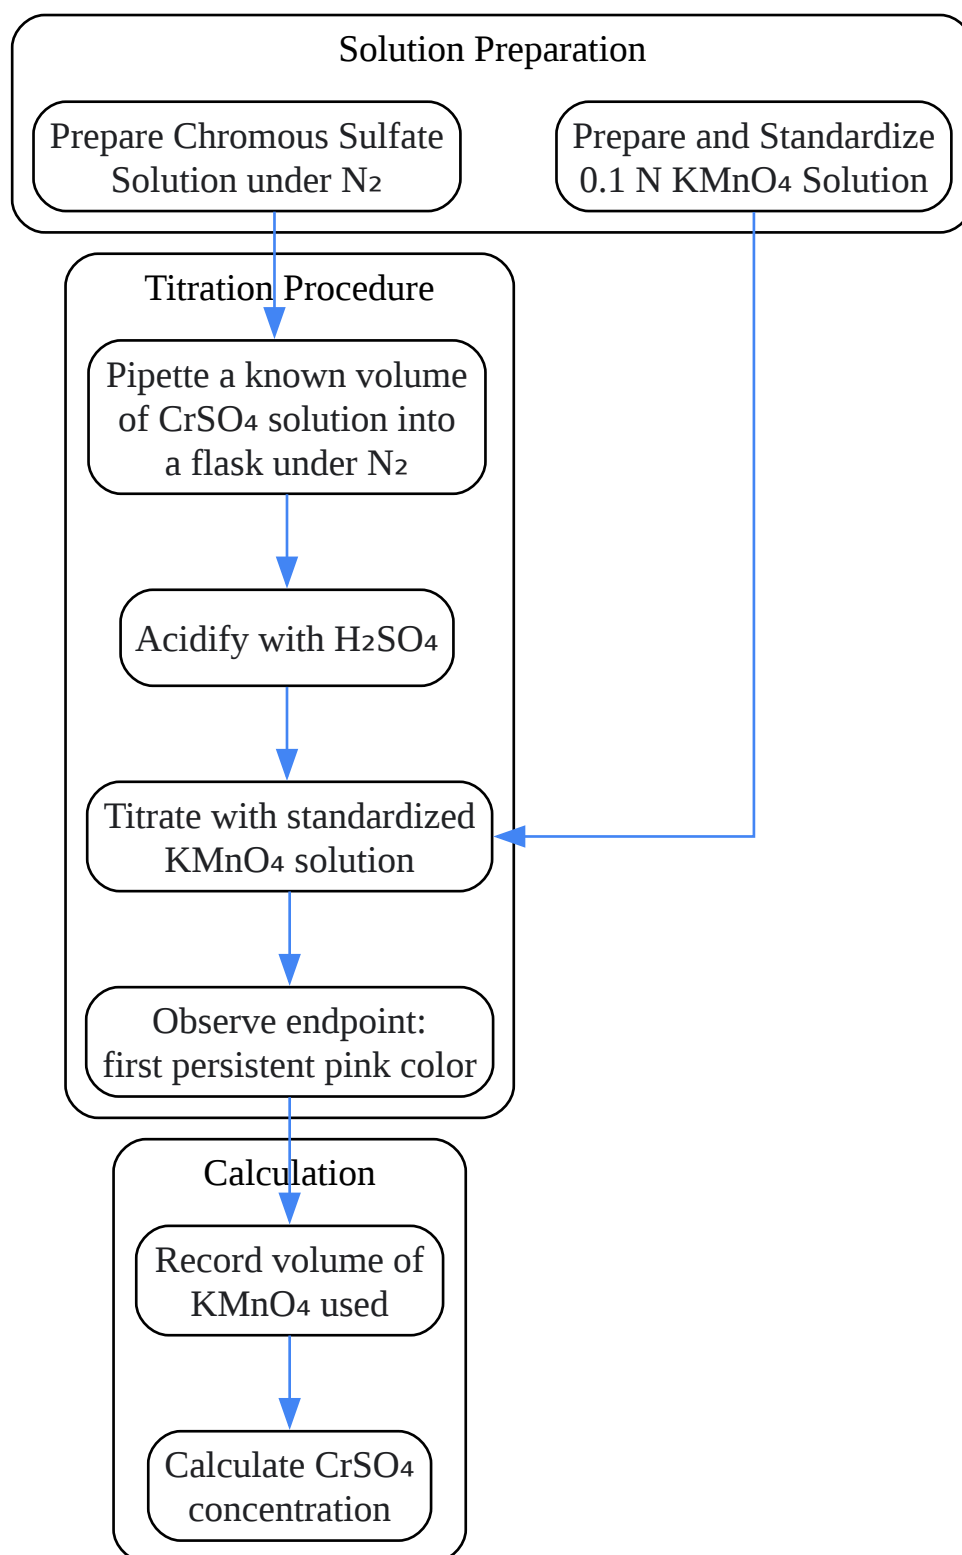 Solution Preparation
Prepare Chromous Sulfate
Solution under N₂
Prepare and Standardize
0.1 N KMnO₄ Solution
Titration Procedure
Pipette a known volume
of CrSO₄ solution into
a flask under N₂
Acidify with H₂SO₄
Titrate with standardized
KMnO₄ solution
Observe endpoint:
first persistent pink color
Calculation
Record volume of
KMnO₄ used
Calculate CrSO₄
concentration